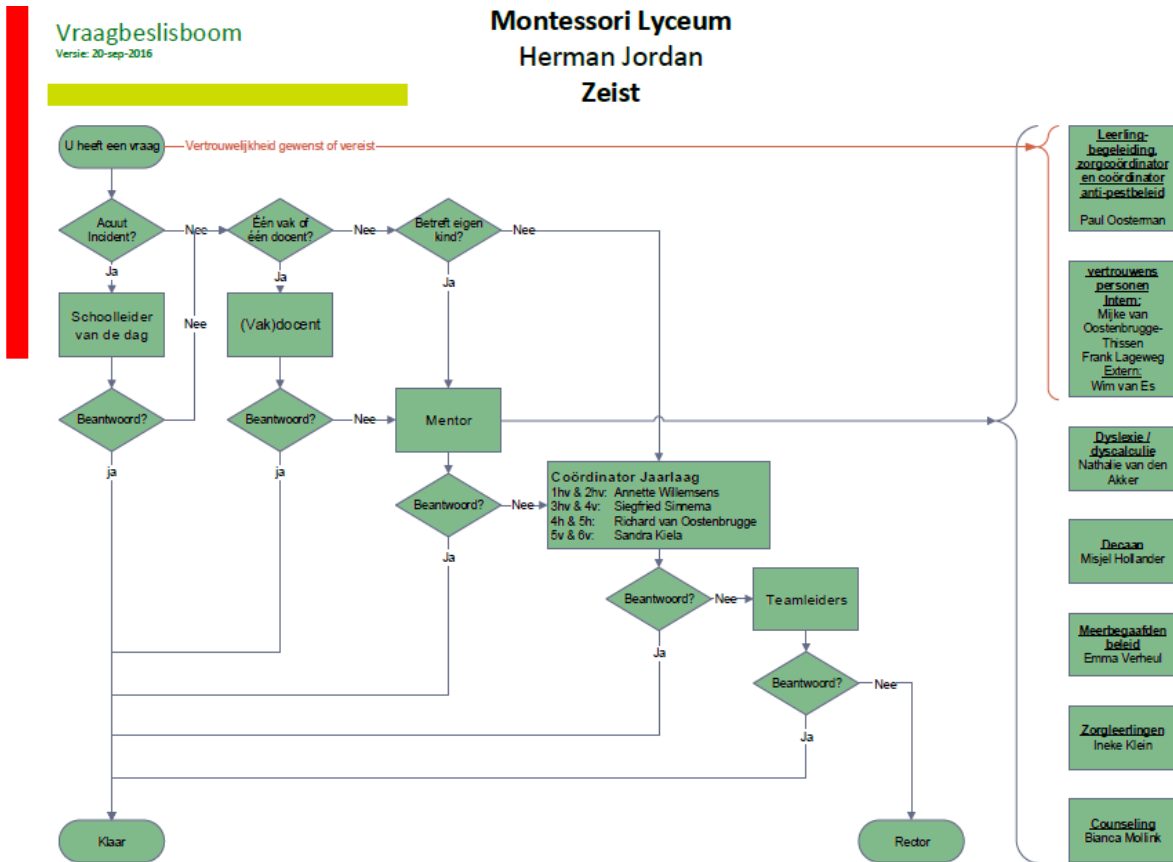 Vraagbeslisboom
Versie: 20-sep-2016
Montessori Lyceum
Herman Jordan
Zeist
U heeft een vraag
Vertrouwelijkheid gewenst of vereist
Acuut
Incident?
Nee
Één vak of
één docent?
Nee
Betreft eigen
kind?
Nee
Ja
Ja
Ja
Schoolleider
van de dag
Nee
(Vak)docent
Beantwoord?
Beantwoord?
Nee
Mentor
ja
ja
Beantwoord?
Nee
Ja
Coördinator Jaarlaag
1hv & 2hv: Annette Willemsens
3hv & 4v: Siegfried Sinnema
4h & 5h: Richard van Oostenbrugge
5v & 6v: Sandra Kiela
Beantwoord?
Nee
Teamleiders
Ja
Beantwoord?
Nee
Ja
Klaar
Rector
Leerling-
begeleiding,
zorgcoördinator
en coördinator
anti-pestbeleid
Paul Oosterman
vertrouwens
personen
Intern:
Mijke van
Oostenbrugge-
Thissen
Frank Lageweg
Extern:
Wim van Es
Dyslexie /
dyscalculie
Nathalie van den
Akker
Decaan
Misjel Hollander
Meerbegaafden
beleid
Emma Verheul
Zorgleerlingen
Ineke Klein
Counseling
Bianca Mollink